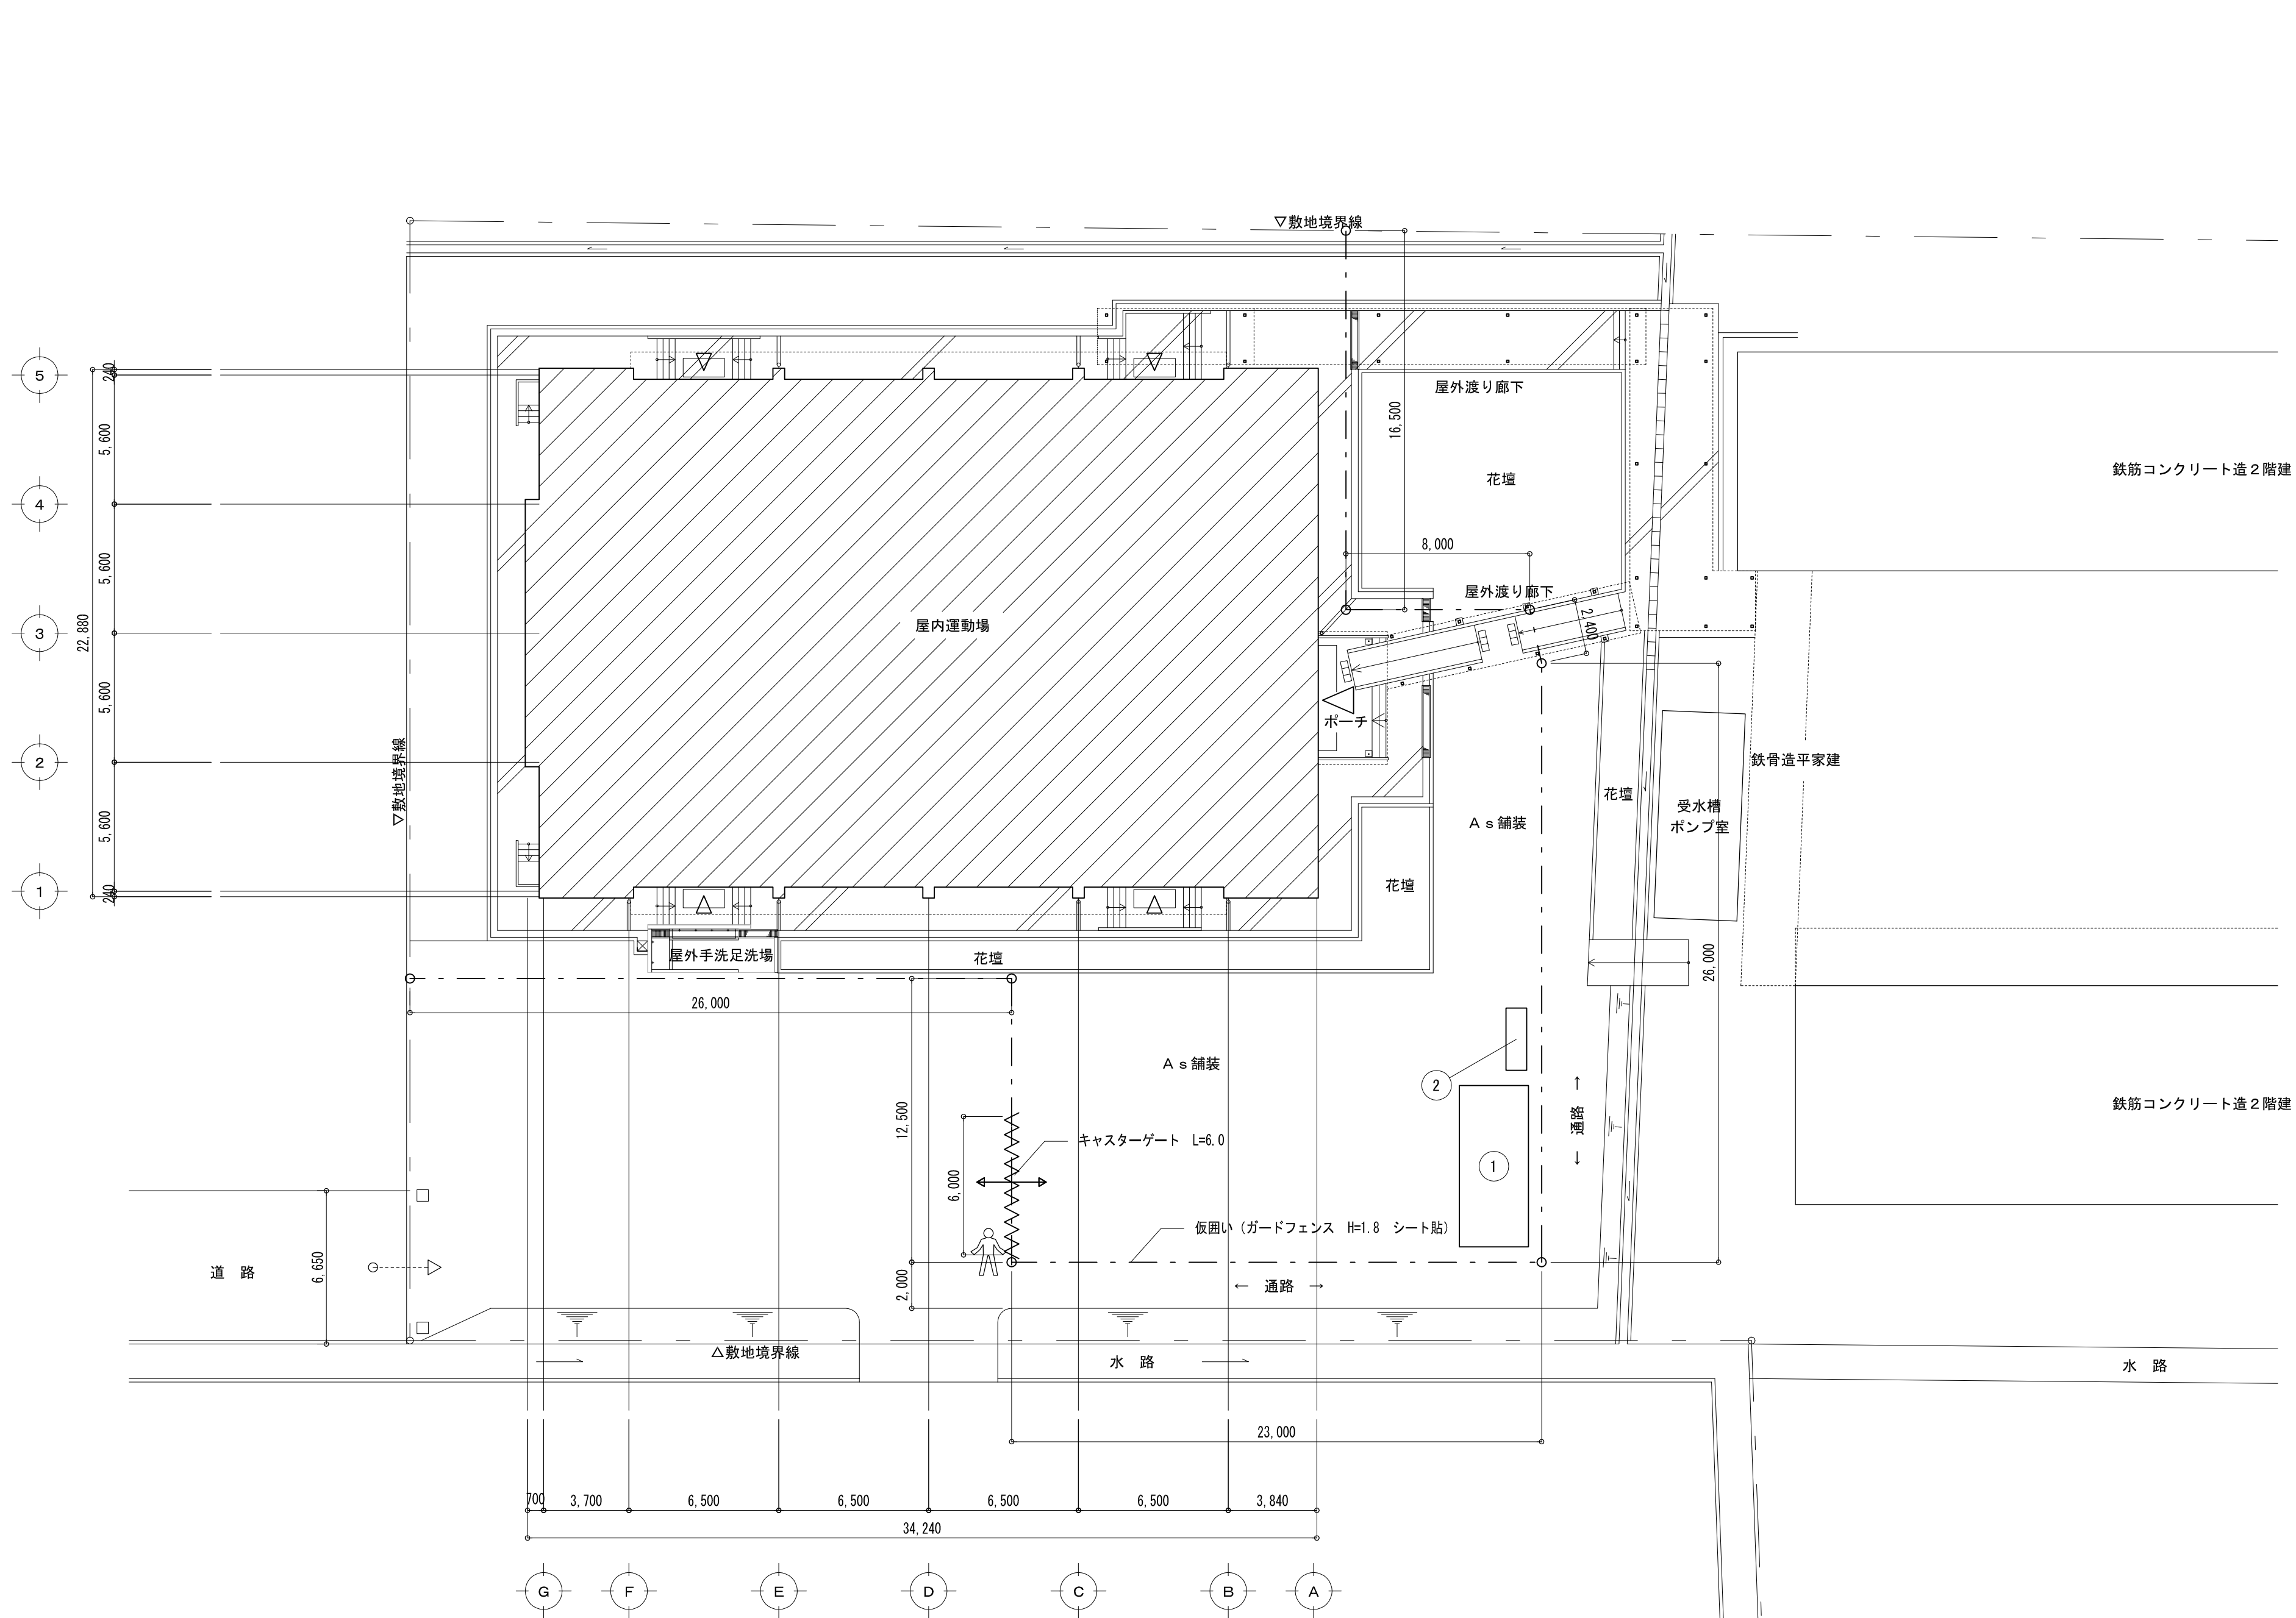 ▽敷地境界線
5
240
5,600
16,500
屋外渡り廊下
鉄筋コンクリート造２階建
花壇
4
5,600
8,000
屋外渡り廊下
2,400
22,880
屋内運動場
3
5,600
ポーチ
▽敷地境界線
2
鉄骨造平家建
花壇
受水槽
ポンプ室
Ａｓ舗装
5,600
花壇
1
240
屋外手洗足洗場
花壇
26,000
26,000
Ａｓ舗装
2
12,500
← 通路 →
鉄筋コンクリート造２階建
キャスターゲート　L=6.0
1
6,000
仮囲い（ガードフェンス　H=1.8　シート貼）
道　路
6,650
2,000
← 通路 →
△敷地境界線
水　路
水　路
23,000
700
3,700
6,500
6,500
6,500
6,500
3,840
34,240
G
F
E
D
C
B
A